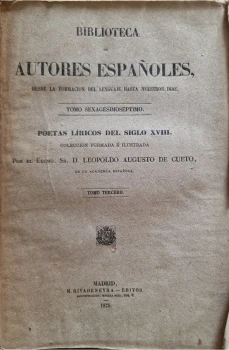 BIBLIOTECA
DE
AUTORES ESPAÑOLES,
DESDE LA FORMACION DEL LENGUAJE HASTA NUESTROS DIAS.
TOMO SEXAGESIMOSÉPTIMO.
POETAS LÍRICOS DEL SIGLO XVIII.
COLECCION FORMADA É ILUSTRADA
POR EL EXCMO. SR. D. LEOPOLDO AUGUSTO DE CUETO,
DE LA ACADEMIA ESPAÑOLA.
TOMO TERCERO.
MADRID,
M. RIVADENEYRA — EDITOR.